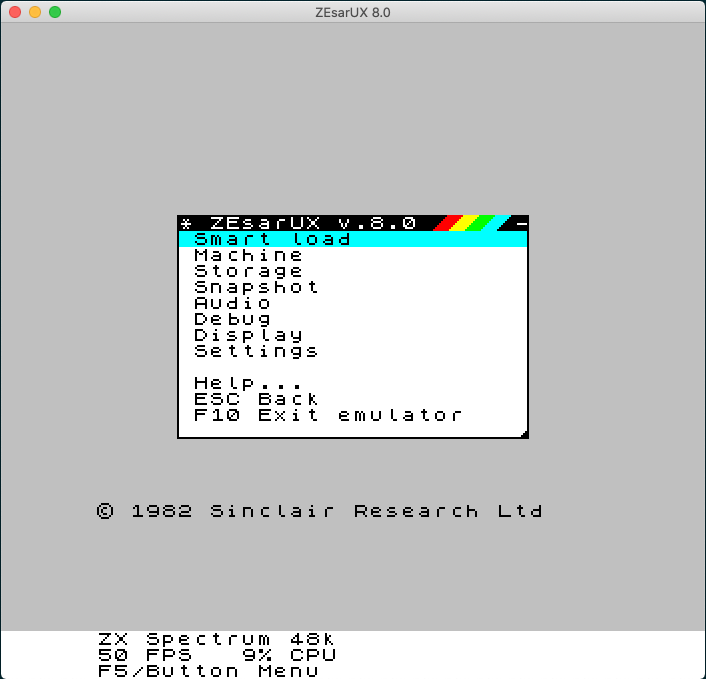 ZEsarUX 8.0
* ZEsarUX v.8.0 -
Smart load
Machine
Storage
Snapshot
Audio
Debug
Display
Settings
Help...
ESC Back
F10 Exit emulator
© 1982 Sinclair Research Ltd
ZX Spectrum 48k
50 FPS 9% CPU
F5/Button Menu